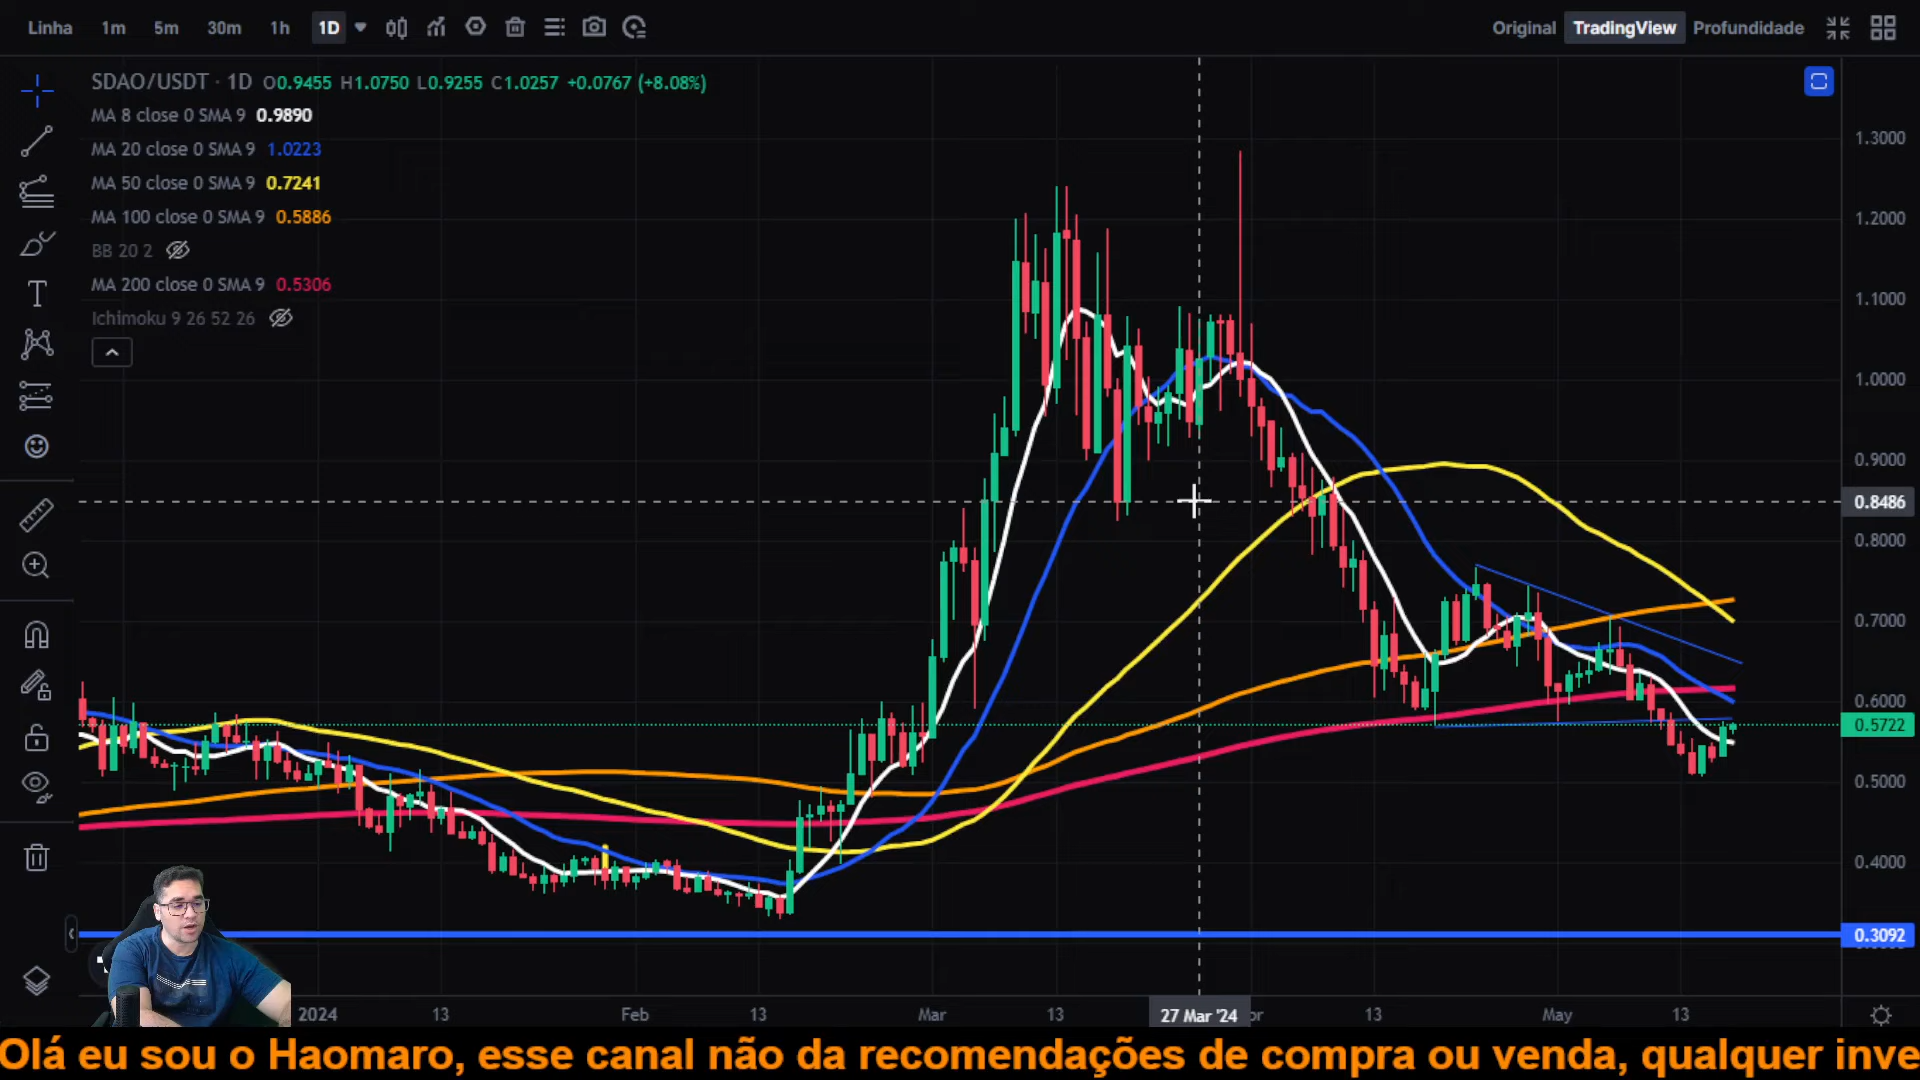 Linha 1m 5m 30m 1h 1D Original TradingView Profundidade
SDAO/USDT · 1D O0.9455 H1.0750 L0.9255 C1.0257 +0.0767 (+8.08%)
MA 8 close 0 SMA 9 0.9890
MA 20 close 0 SMA 9 1.0223
MA 50 close 0 SMA 9 0.7241
MA 100 close 0 SMA 9 0.5886
BB 20 2
MA 200 close 0 SMA 9 0.5306
Ichimoku 9 26 52 26
1.3000
1.2000
1.1000
1.0000
0.9000
0.8486
0.8000
0.7000
0.6000
0.5722
0.5000
0.4000
0.3092
2024 13 Feb 13 Mar 13 27 Mar '24 13 May 13
Olá eu sou o Haomaro, esse canal não da recomendações de compra ou venda, qualquer inve